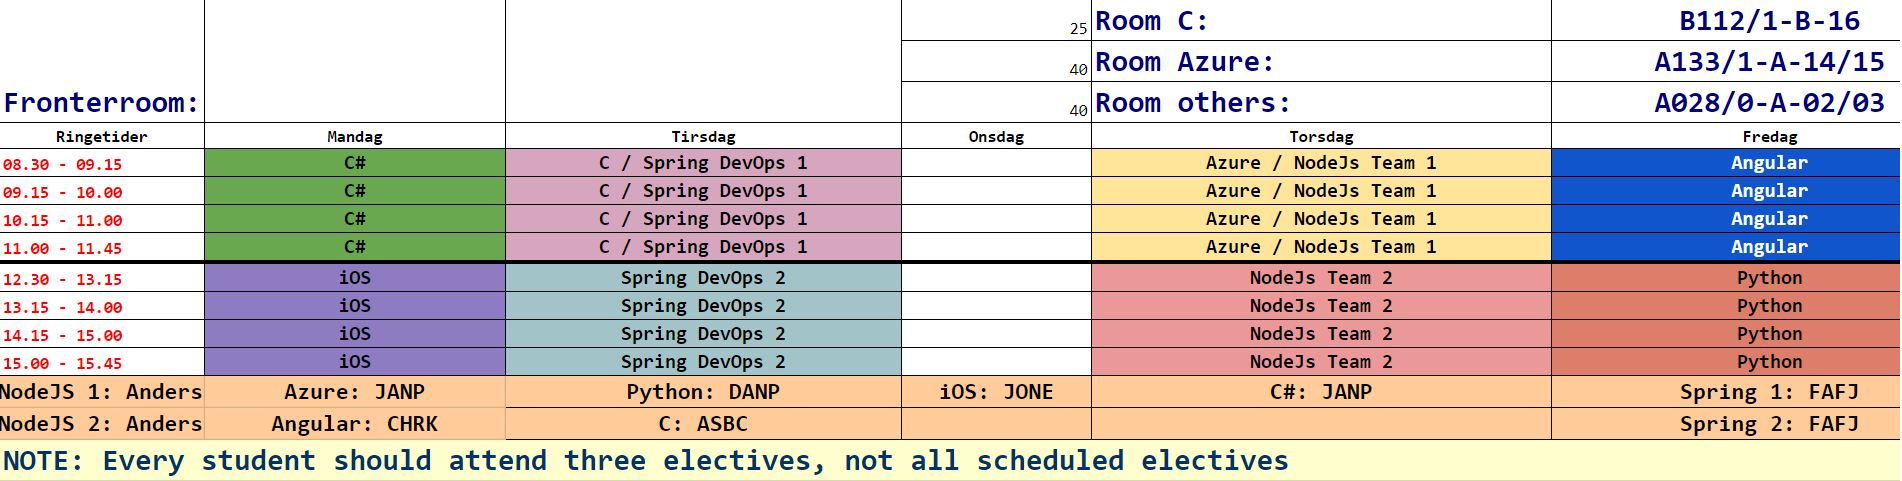 25 Room C: B112/1-B-16
40 Room Azure: A133/1-A-14/15
Fronterroom: 40 Room others: A028/0-A-02/03
Ringetider Mandag Tirsdag Onsdag Torsdag Fredag
08.30 - 09.15 C# C / Spring DevOps 1 Azure / NodeJs Team 1 Angular
09.15 - 10.00 C# C / Spring DevOps 1 Azure / NodeJs Team 1 Angular
10.15 - 11.00 C# C / Spring DevOps 1 Azure / NodeJs Team 1 Angular
11.00 - 11.45 C# C / Spring DevOps 1 Azure / NodeJs Team 1 Angular
12.30 - 13.15 iOS Spring DevOps 2 NodeJs Team 2 Python
13.15 - 14.00 iOS Spring DevOps 2 NodeJs Team 2 Python
14.15 - 15.00 iOS Spring DevOps 2 NodeJs Team 2 Python
15.00 - 15.45 iOS Spring DevOps 2 NodeJs Team 2 Python
NodeJS 1: Anders Azure: JANP Python: DANP iOS: JONE C#: JANP Spring 1: FAFJ
NodeJS 2: Anders Angular: CHRK C: ASBC Spring 2: FAFJ
NOTE: Every student should attend three electives, not all scheduled electives